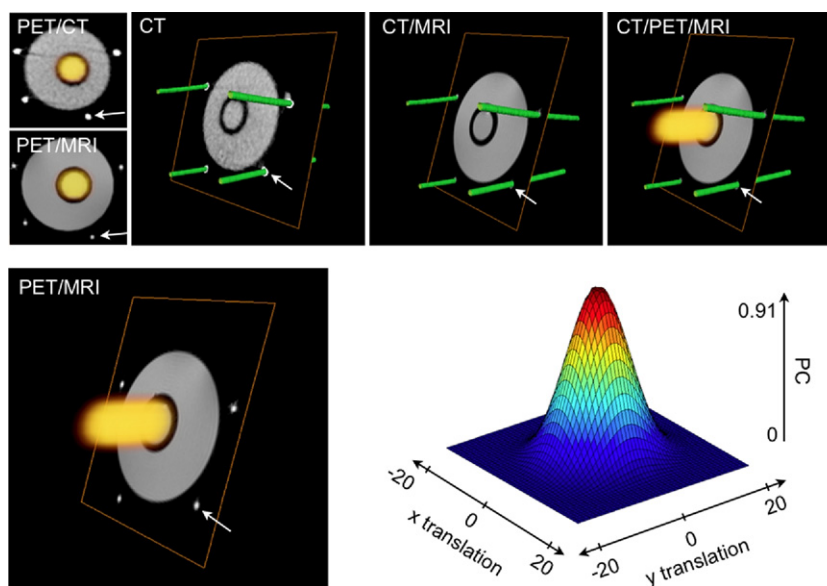 PET/CT
CT
CT/MRI
CT/PET/MRI
PET/MRI
PET/MRI
0.91
PC
0
-20
0
20
x translation
-20
0
20
y translation